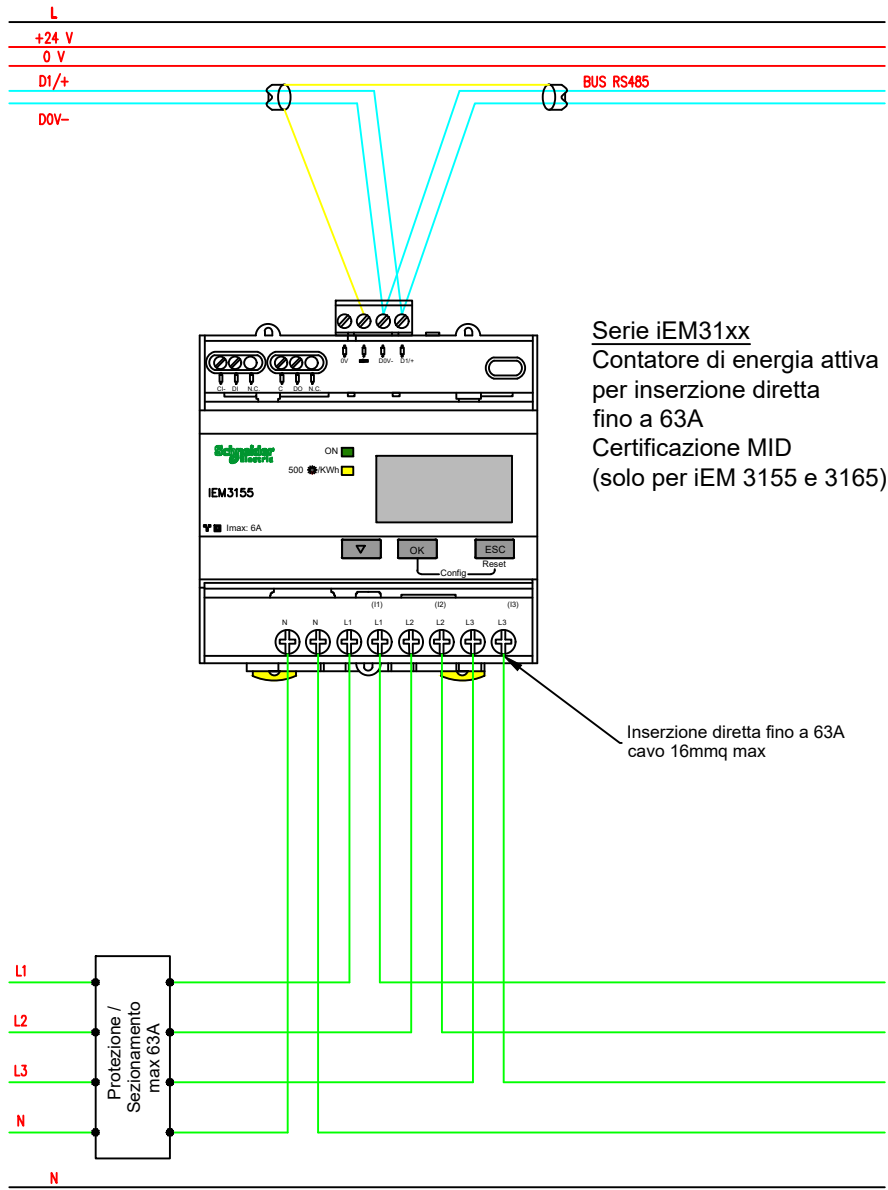 L
+24 V
0 V
D1/+
BUS RS485
D0V-
0V
D0V-
D1/+
CI-
DI
N.C.
C
DO
N.C.
Serie iEM31xx
Contatore di energia attiva
per inserzione diretta
fino a 63A
Certificazione MID
(solo per iEM 3155 e 3165)
Schneider
Electric
ON
500
/KWh
iEM3155
Imax: 6A
OK
ESC
Config
Reset
(I1)
(I2)
(I3)
N
N
L1
L1
L2
L2
L3
L3
Inserzione diretta fino a 63A
cavo 16mmq max
L1
L2
L3
N
Protezione /
Sezionamento
max 63A
N